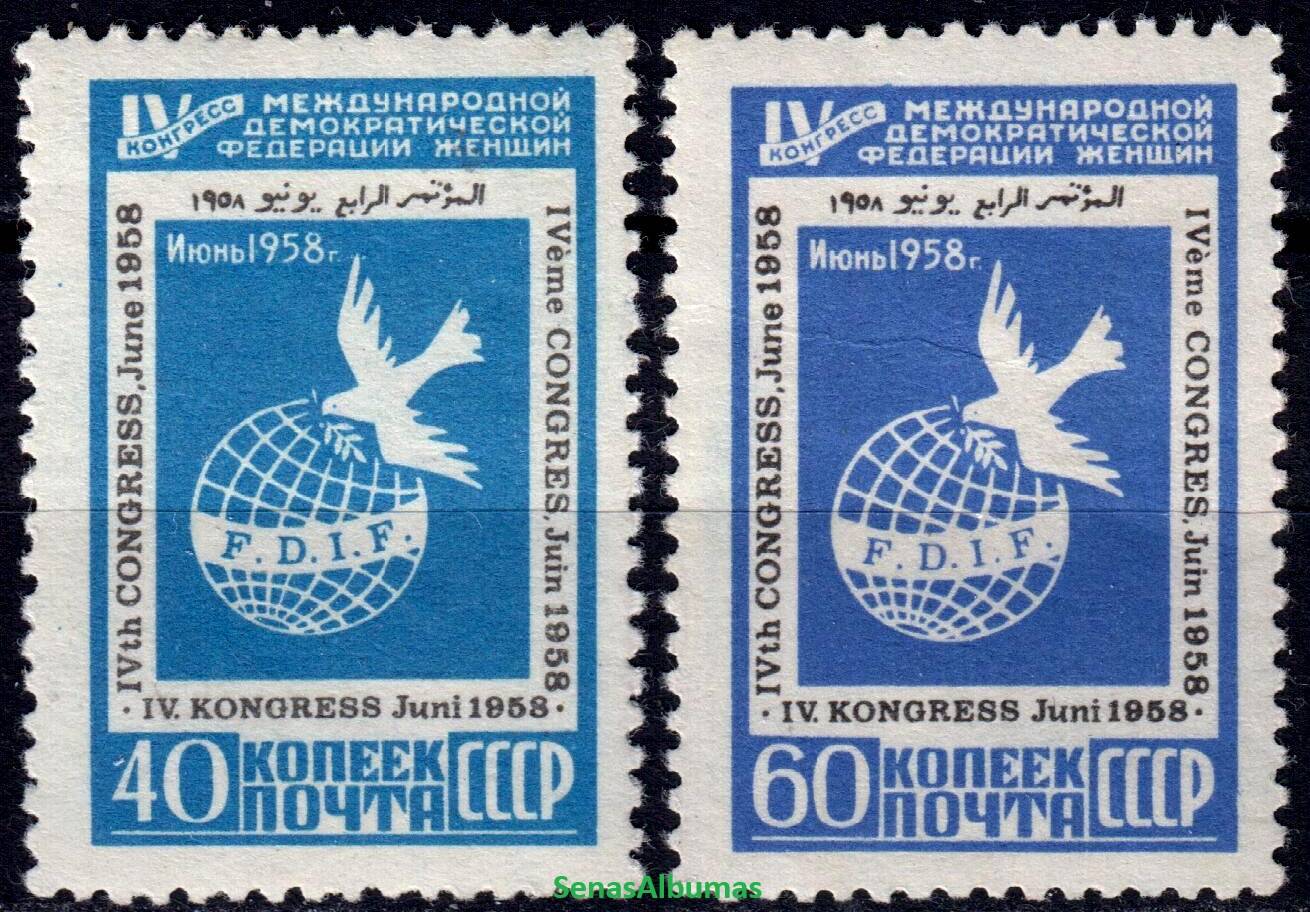 IV КОНГРЕСС
МЕЖДУНАРОДНОЙ
ДЕМОКРАТИЧЕСКОЙ
ФЕДЕРАЦИИ ЖЕНЩИН
المؤتمر الرابع يونيو ١٩٥٨
IVth CONGRESS, June 1958
Июнь 1958 г.
IVème CONGRES, Juin 1958
F. D. I. F.
· IV. KONGRESS Juni 1958 ·
40 КОПЕЕК
ПОЧТА
СССР
IV КОНГРЕСС
МЕЖДУНАРОДНОЙ
ДЕМОКРАТИЧЕСКОЙ
ФЕДЕРАЦИИ ЖЕНЩИН
المؤتمر الرابع يونيو ١٩٥٨
IVth CONGRESS, June 1958
Июнь 1958 г.
IVème CONGRES, Juin 1958
F. D. I. F.
· IV. KONGRESS Juni 1958 ·
60 КОПЕЕК
ПОЧТА
СССР
SenasAlbumas